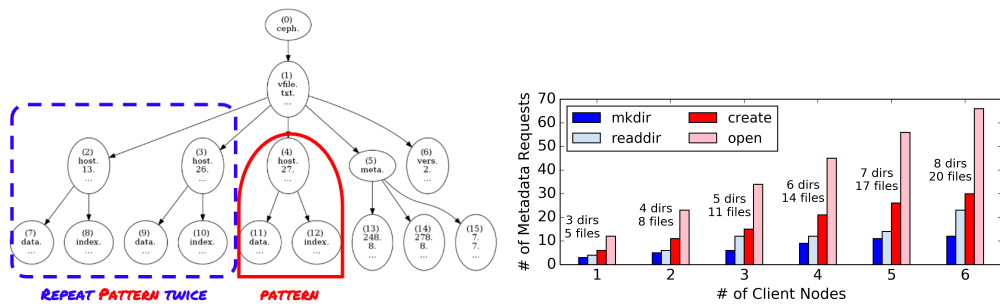 (0)
ceph.
(1)
vfile.
txt.
...
(2)
host.
13.
...
(3)
host.
26.
...
(4)
host.
27.
...
(5)
meta.
(6)
vers.
2.
...
(7)
data.
...
(8)
index.
...
(9)
data.
...
(10)
index.
...
(11)
data.
...
(12)
index.
...
(13)
248.
8.
...
(14)
278.
8.
...
(15)
7.
7.
...
REPEAT PATTERN TWICE
PATTERN
# of Metadata Requests
70
60
50
40
30
20
10
0
mkdir
readdir
create
open
3 dirs
5 files
4 dirs
8 files
5 dirs
11 files
6 dirs
14 files
7 dirs
17 files
8 dirs
20 files
1 2 3 4 5 6
# of Client Nodes